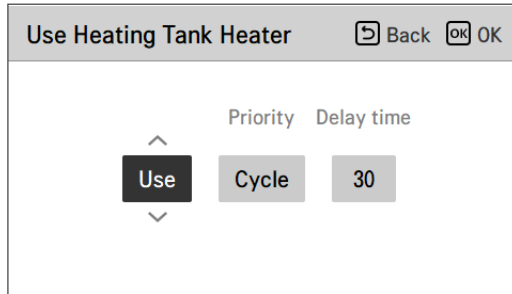 Use Heating Tank Heater Back OK OK
Priority Delay time
Use Cycle 30